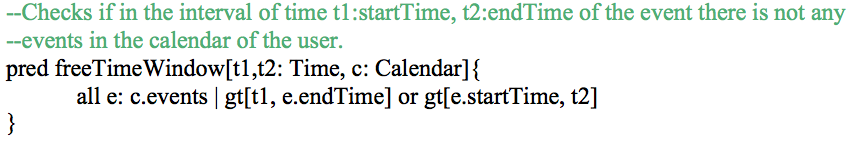 --Checks if in the interval of time t1:startTime, t2:endTime of the event there is not any
--events in the calendar of the user.
pred freeTimeWindow[t1,t2: Time, c: Calendar]{
all e: c.events | gt[t1, e.endTime] or gt[e.startTime, t2]
}